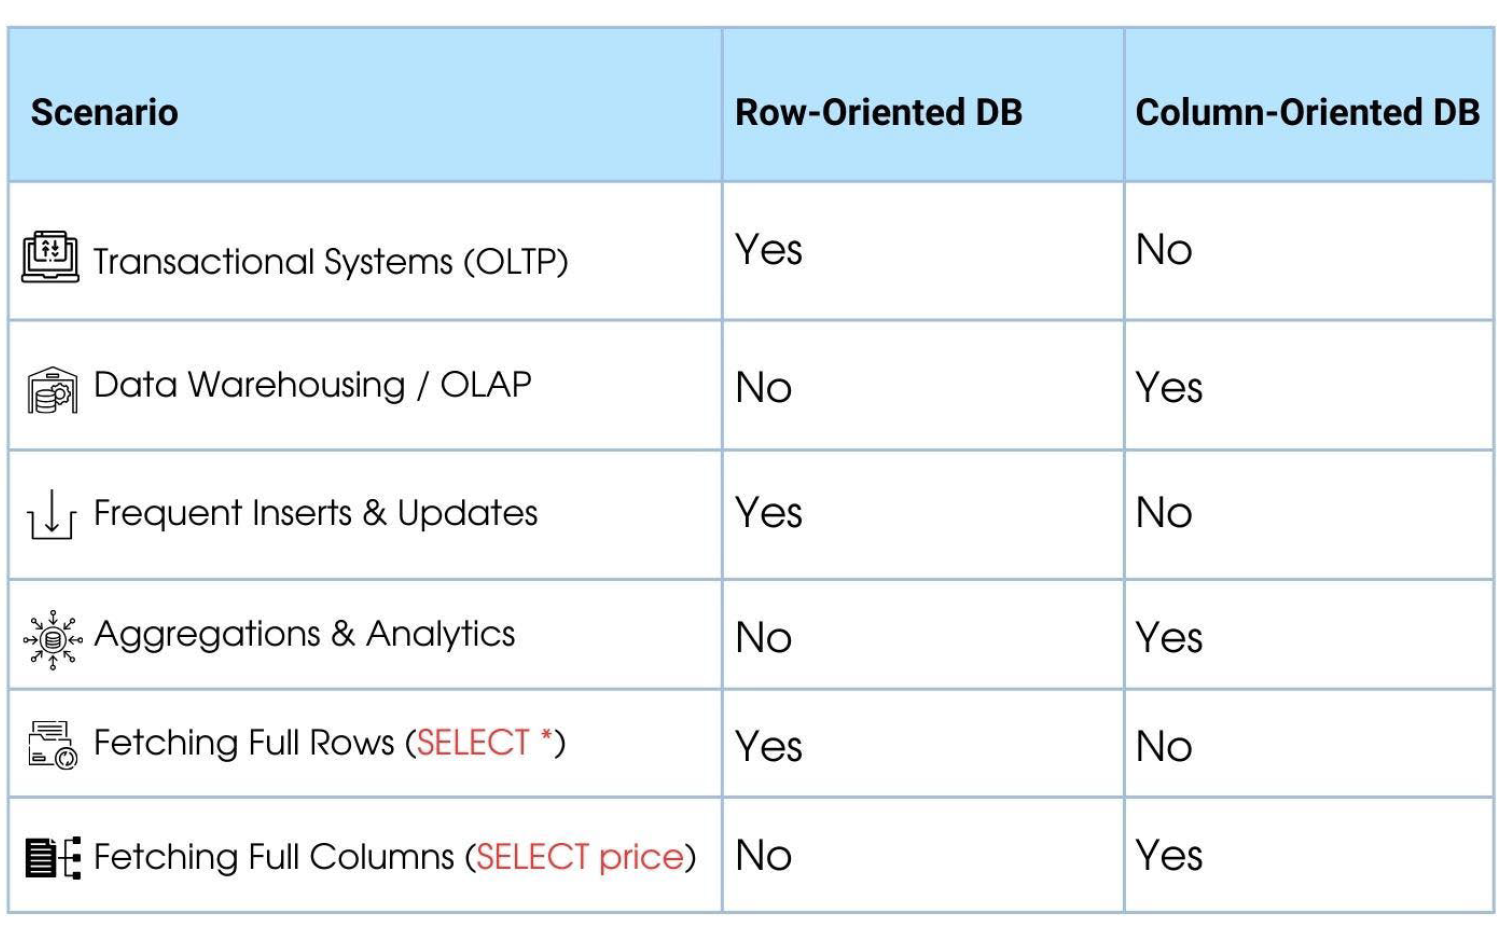 Scenario Row-Oriented DB Column-Oriented DB
Transactional Systems (OLTP) Yes No
Data Warehousing / OLAP No Yes
Frequent Inserts & Updates Yes No
Aggregations & Analytics No Yes
Fetching Full Rows (SELECT *) Yes No
Fetching Full Columns (SELECT price) No Yes